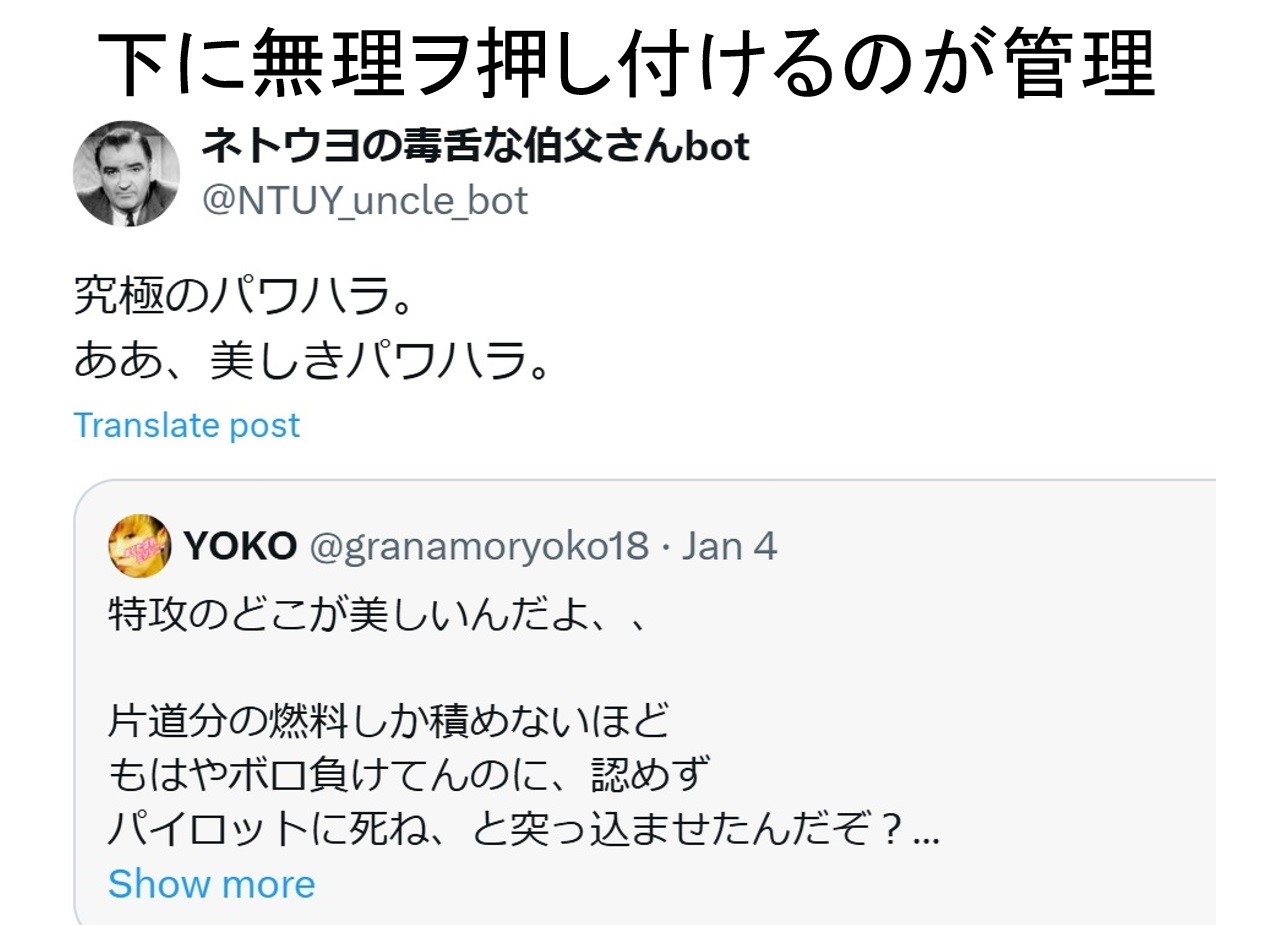 下に無理ヲ押し付けるのが管理
ネトウヨの毒舌な伯父さんbot
@NTUY_uncle_bot
究極のパワハラ。
ああ、美しきパワハラ。
Translate post
YOKO @granamoryoko18 · Jan 4
特攻のどこが美しいんだよ、、
片道分の燃料しか積めないほど
もはやボロ負けてんのに、認めず
パイロットに死ね、と突っ込ませたんだぞ？...
Show more